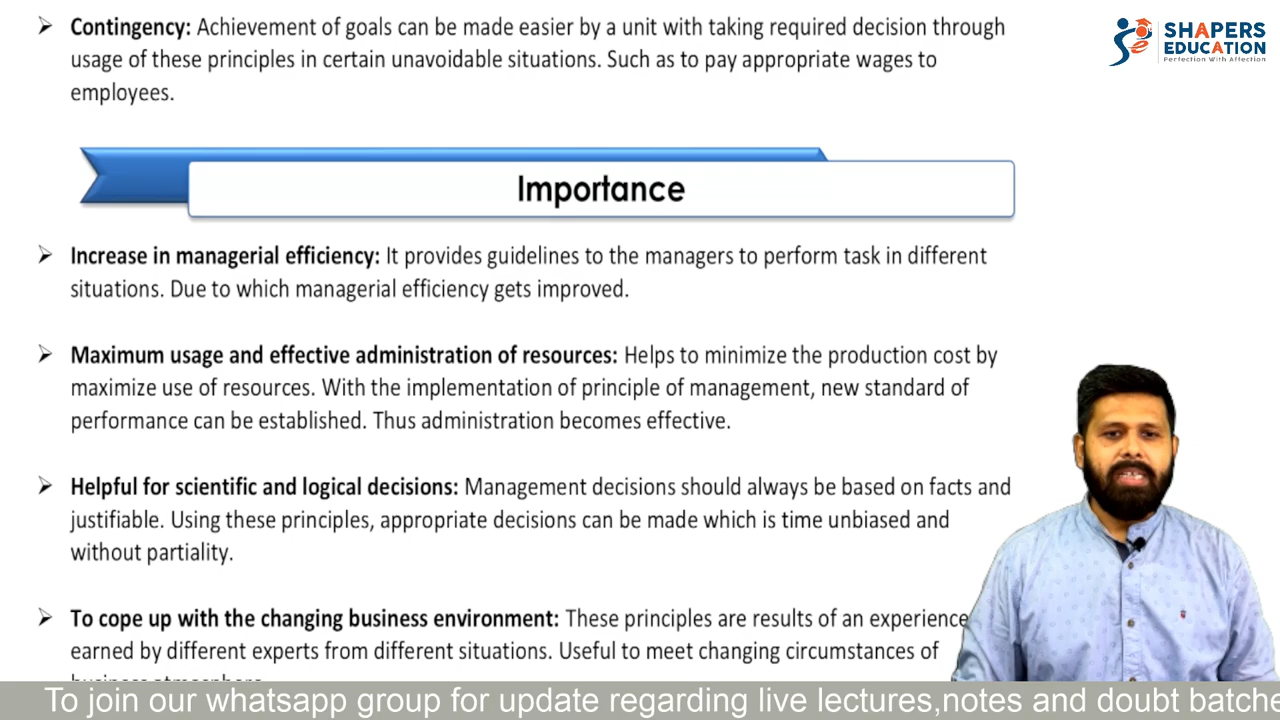 ➢ Contingency: Achievement of goals can be made easier by a unit with taking required decision through
usage of these principles in certain unavoidable situations. Such as to pay appropriate wages to
employees.
SHAPERS
EDUCATION
Perfection With Affection
Importance
➢ Increase in managerial efficiency: It provides guidelines to the managers to perform task in different
situations. Due to which managerial efficiency gets improved.
➢ Maximum usage and effective administration of resources: Helps to minimize the production cost by
maximize use of resources. With the implementation of principle of management, new standard of
performance can be established. Thus administration becomes effective.
➢ Helpful for scientific and logical decisions: Management decisions should always be based on facts and
justifiable. Using these principles, appropriate decisions can be made which is time unbiased and
without partiality.
➢ To cope up with the changing business environment: These principles are results of an experience
earned by different experts from different situations. Useful to meet changing circumstances of
To join our whatsapp group for update regarding live lectures,notes and doubt batche